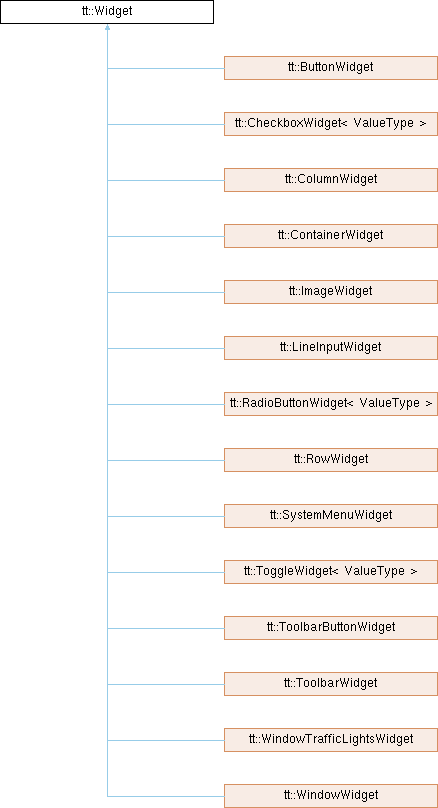 tt::Widget
tt::ButtonWidget
tt::CheckboxWidget< ValueType >
tt::ColumnWidget
tt::ContainerWidget
tt::ImageWidget
tt::LineInputWidget
tt::RadioButtonWidget< ValueType >
tt::RowWidget
tt::SystemMenuWidget
tt::ToggleWidget< ValueType >
tt::ToolbarButtonWidget
tt::ToolbarWidget
tt::WindowTrafficLightsWidget
tt::WindowWidget